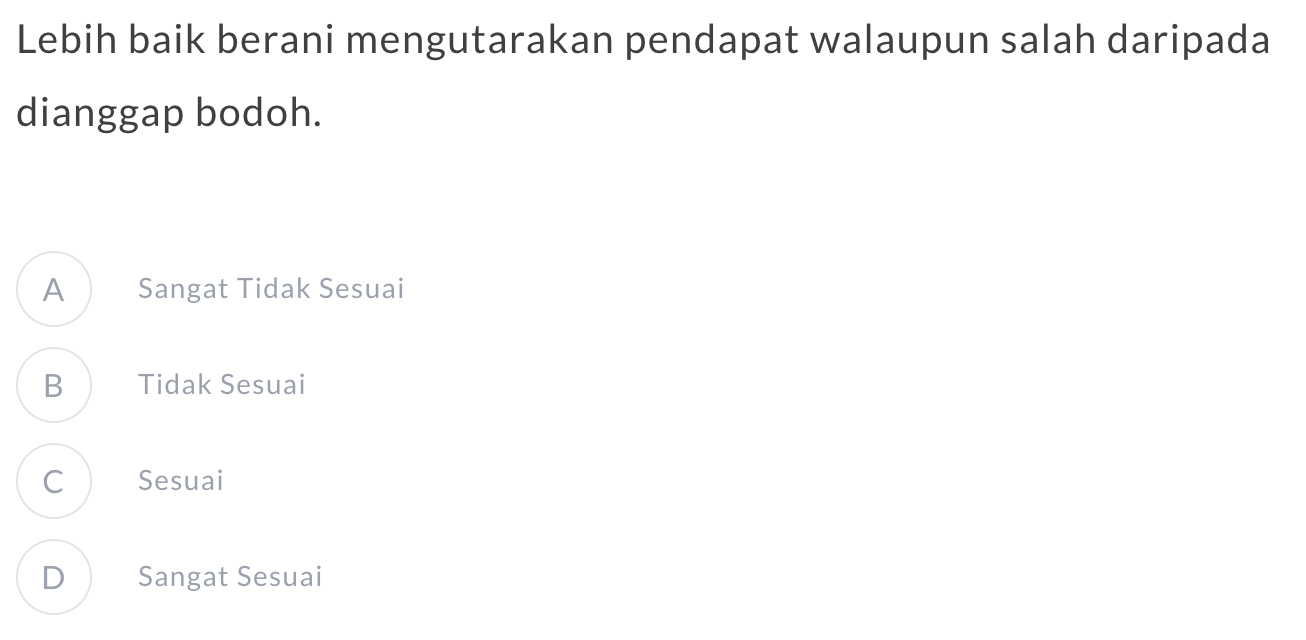 Lebih baik berani mengutarakan pendapat walaupun salah daripada
dianggap bodoh.
A Sangat Tidak Sesuai
B Tidak Sesuai
C Sesuai
D Sangat Sesuai